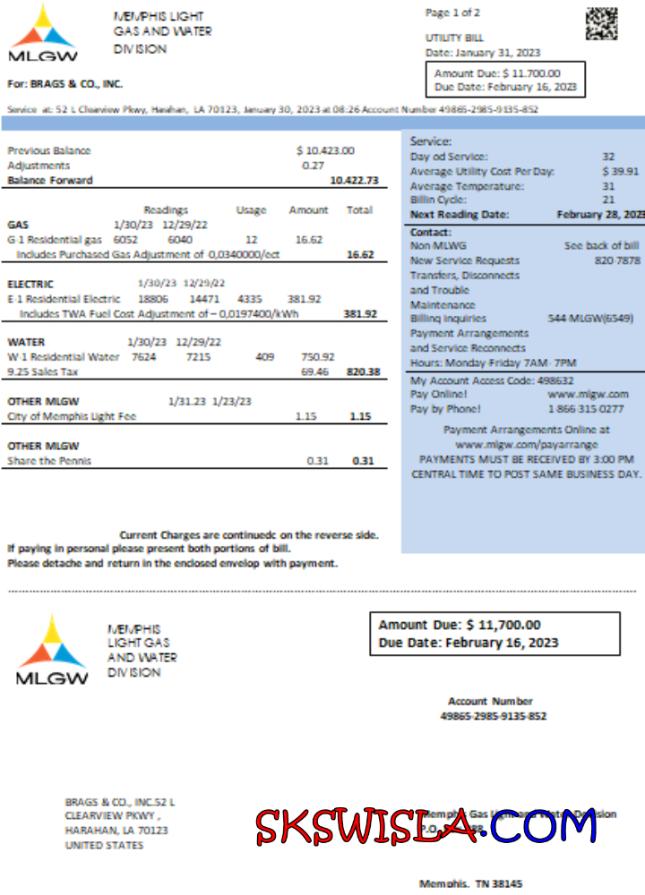 MEMPHIS LIGHT
GAS AND WATER
DIVISION
MLGW
Page 1 of 2
UTILITY BILL
Date: January 31, 2023
Amount Due: $ 11.700.00
Due Date: February 16, 2023
For: BRAGS & CO., INC.
Service at: 52 L Clearview Pkwy, Harahan, LA 70123, January 30, 2023 at 08:26 Account Number 49865-2985-9135-852
Previous Balance $ 10.423.00
Adjustments 0.27
Balance Forward 10.422.73
Readings Usage Amount Total
GAS 1/30/23 12/29/22
G-1 Residential gas 6052 6040 12 16.62
Includes Purchased Gas Adjustment of -0,0340000/ect 16.62
ELECTRIC 1/30/23 12/29/22
E-1 Residential Electric 18806 14471 4335 381.92
Includes TWA Fuel Cost Adjustment of – 0,0197400/kWh 381.92
WATER 1/30/23 12/29/22
W-1 Residential Water 7624 7215 409 750.92
9.25 Sales Tax 69.46 820.38
OTHER MLGW 1/31.23 1/23/23
City of Memphis Light Fee 1.15 1.15
OTHER MLGW
Share the Pennis 0.31 0.31
Current Charges are continuedc on the reverse side.
If paying in personal please present both portions of bill.
Please detache and return in the enclosed envelop with payment.
Service:
Day od Service: 32
Average Utility Cost Per Day: $ 39.91
Average Temperature: 31
Billin Cycle: 21
Next Reading Date: February 28, 2023
Contact:
Non MLWG See back of bill
New Service Requests 820-7878
Transfers, Disconnects
and Trouble
Maintenance
Billing Inquiries 544-MLGW(6549)
Payment Arrangements
and Service Reconnects
Hours: Monday-Friday 7AM- 7PM
My Account Access Code: 498632
Pay Online! www.mlgw.com
Pay by Phone! 1-866-315-0277
Payment Arrangements Online at
www.mlgw.com/payarrange
PAYMENTS MUST BE RECEIVED BY 3:00 PM
CENTRAL TIME TO POST SAME BUSINESS DAY.
MEMPHIS
LIGHT GAS
AND WATER
DIVISION
MLGW
Amount Due: $ 11,700.00
Due Date: February 16, 2023
Account Number
49865-2985-9135-852
BRAGS & CO., INC.52 L
CLEARVIEW PKWY ,
HARAHAN, LA 70123
UNITED STATES
Memphis Gas Light and Water Division
P.O.
SKSWISLA.COM
Memphis. TN 38145